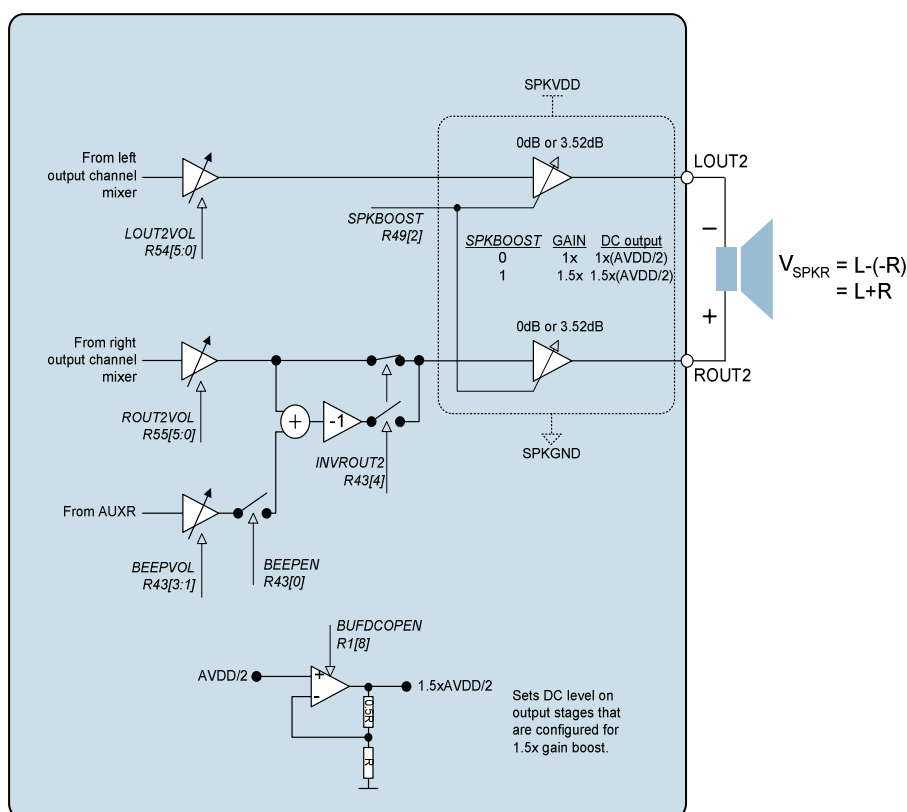 SPKVDD
0dB or 3.52dB
LOUT2
From left
output channel
mixer
LOUT2VOL
R54[5:0]
SPKBOOST
R49[2]
SPKBOOST GAIN DC output
0 1x 1x(AVDD/2)
1 1.5x 1.5x(AVDD/2)
−
+
VSPKR = L-(-R)
= L+R
0dB or 3.52dB
From right
output channel
mixer
ROUT2
ROUT2VOL
R55[5:0]
+
-1
INVROUT2
R43[4]
SPKGND
From AUXR
BEEPVOL
R43[3:1]
BEEPEN
R43[0]
BUFDCOPEN
R1[8]
AVDD/2
+
-
1.5xAVDD/2
0.5R
R
Sets DC level on
output stages that
are configured for
1.5x gain boost.